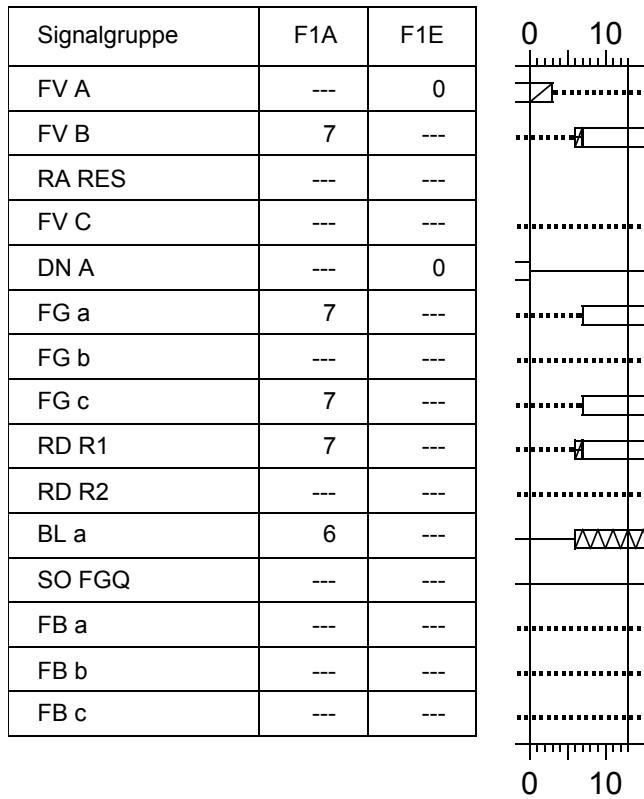 Signalgruppe F1A F1E 0 10
FV A --- 0
FV B 7 ---
RA RES --- ---
FV C --- ---
DN A --- 0
FG a 7 ---
FG b --- ---
FG c 7 ---
RD R1 7 ---
RD R2 --- ---
BL a 6 ---
SO FGQ --- ---
FB a --- ---
FB b --- ---
FB c --- ---
0 10